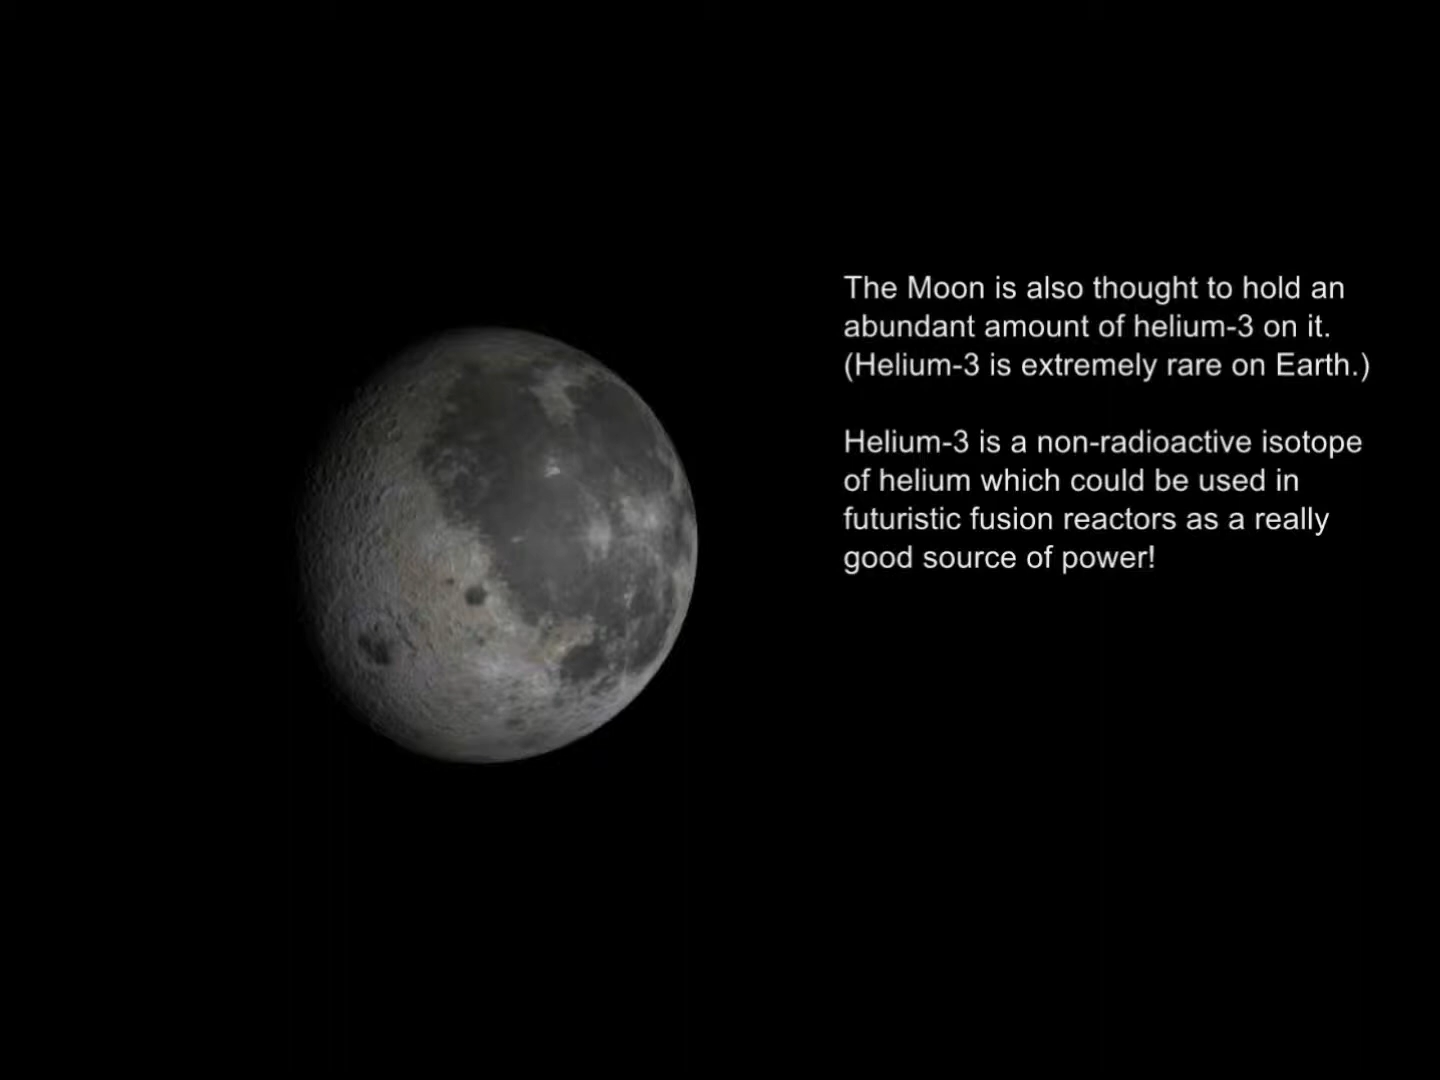 The Moon is also thought to hold an
abundant amount of helium-3 on it.
(Helium-3 is extremely rare on Earth.)
Helium-3 is a non-radioactive isotope
of helium which could be used in
futuristic fusion reactors as a really
good source of power!